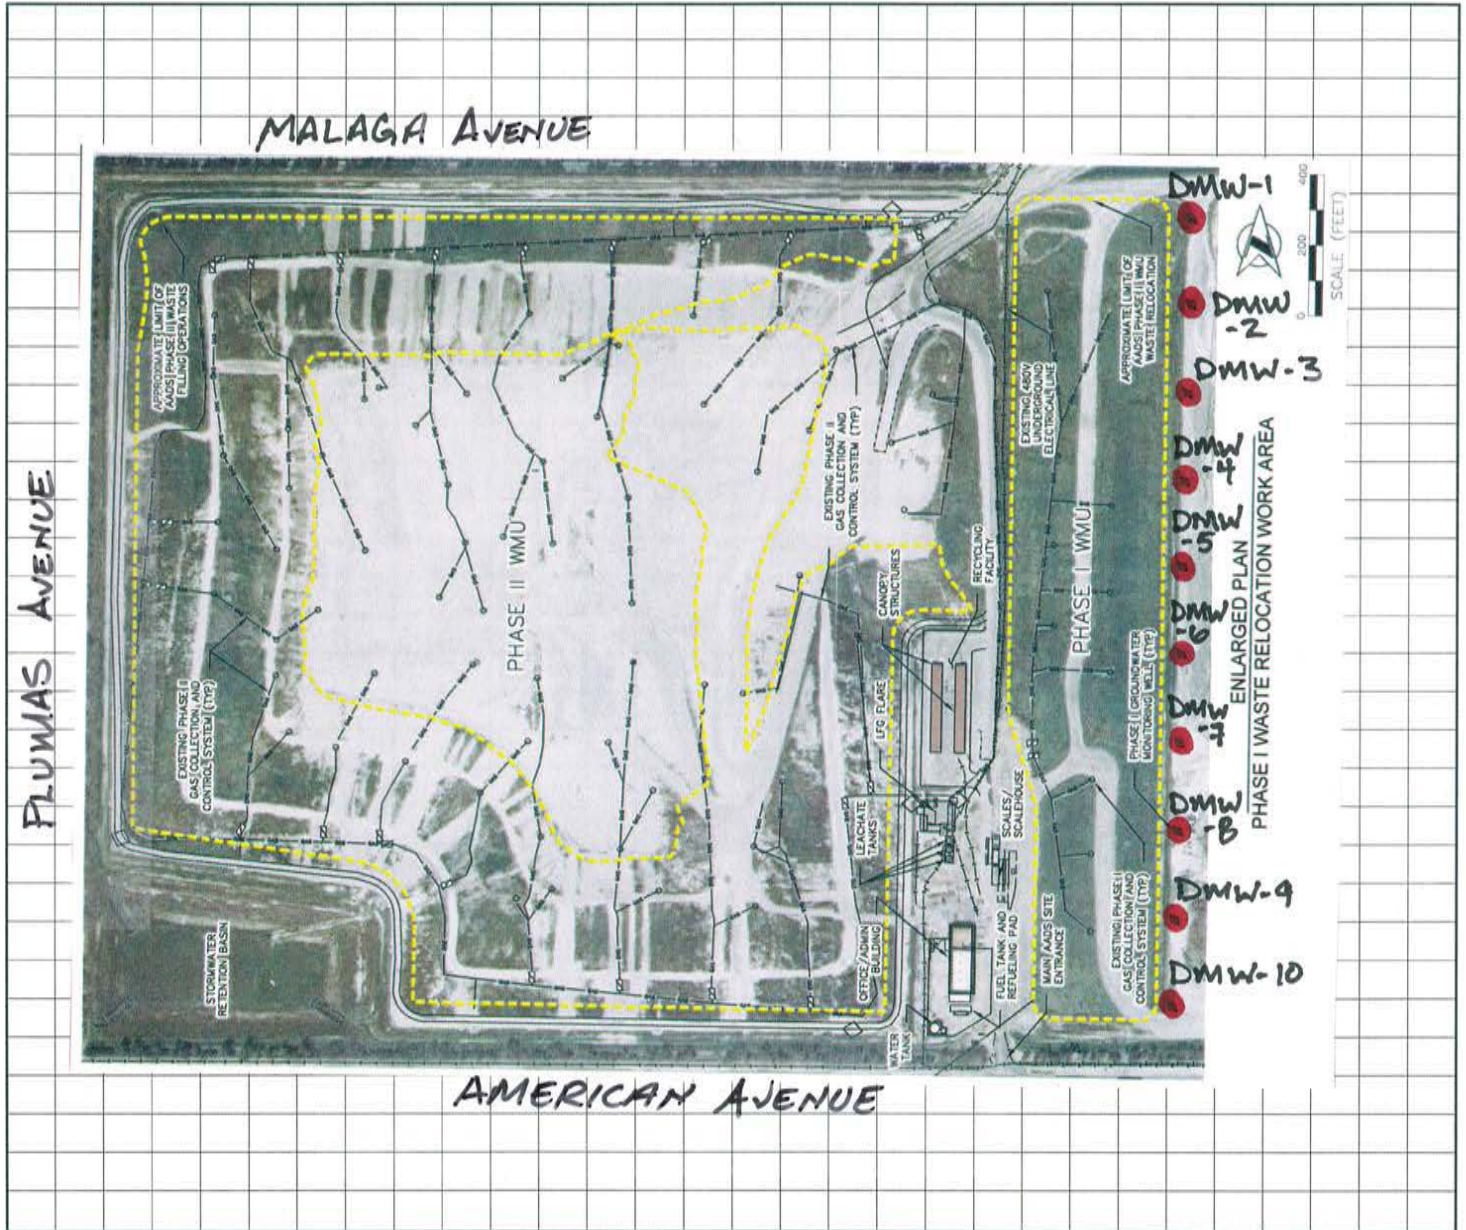 MALAGA AVENUE
PLUMAS AVENUE
AMERICAN AVENUE
APPROXIMATE LIMIT OF
AADS PHASE III WASTE
FILLING OPERATIONS
EXISTING PHASE II
GAS COLLECTION AND
CONTROL SYSTEM (TYP)
STORMWATER
RETENTION BASIN
PHASE II WMU
EXISTING PHASE II
GAS COLLECTION AND
CONTROL SYSTEM (TYP)
CANOPY
STRUCTURES
LFG FLARE
LEACHATE
TANKS
OFFICE/ADMIN
BUILDING
WATER
TANK
RECYCLING
FACILITY
SCALES/
SCALEHOUSE
FUEL TANK AND
REFUELING PAD
MAIN AADS SITE
ENTRANCE
EXISTING 480V
UNDERGROUND
ELECTRICAL LINE
PHASE I WMU
APPROXIMATE LIMIT OF
AADS PHASE I WMU
WASTE RELOCATION
PHASE II GROUNDWATER
MONITORING WELL (TYP)
EXISTING PHASE II
GAS COLLECTION AND
CONTROL SYSTEM (TYP)
DMW-1
DMW
-2
DMW-3
DMW
-4
DMW
-5
DMW
-6
DMW
-7
DMW
-8
DMW-9
DMW-10
0 200 400
SCALE (FEET)
ENLARGED PLAN
PHASE I WASTE RELOCATION WORK AREA